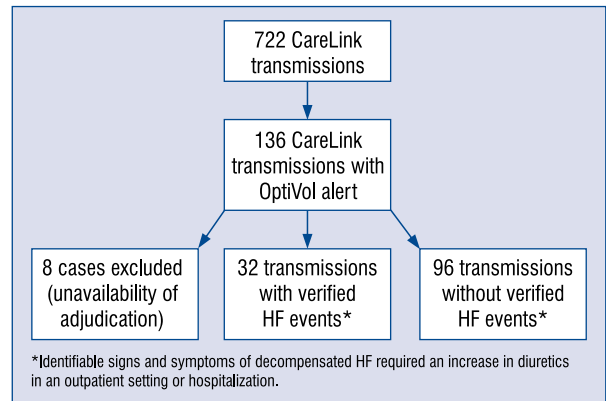 722 CareLink
transmissions
136 CareLink
transmissions with
OptiVol alert
8 cases excluded
(unavailability of
adjudication)
32 transmissions
with verified
HF events*
96 transmissions
without verified
HF events*
*Identifiable signs and symptoms of decompensated HF required an increase in diuretics
in an outpatient setting or hospitalization.